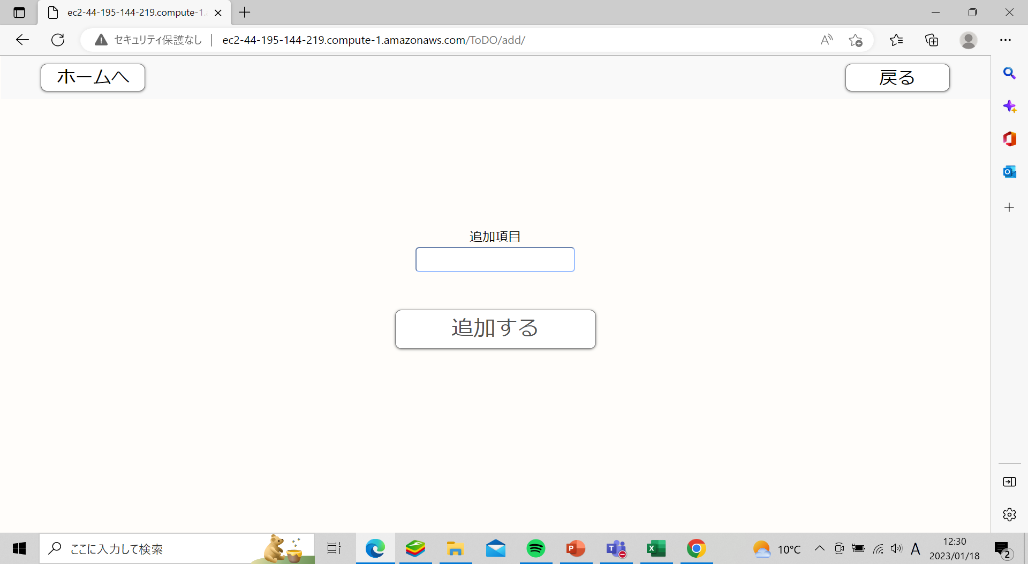 ec2-44-195-144-219.compute-1.
セキュリティ保護なし | ec2-44-195-144-219.compute-1.amazonaws.com/ToDO/add/
ホームへ
戻る
追加項目
追加する
ここに入力して検索
10°C
A
12:30
2023/01/18
2